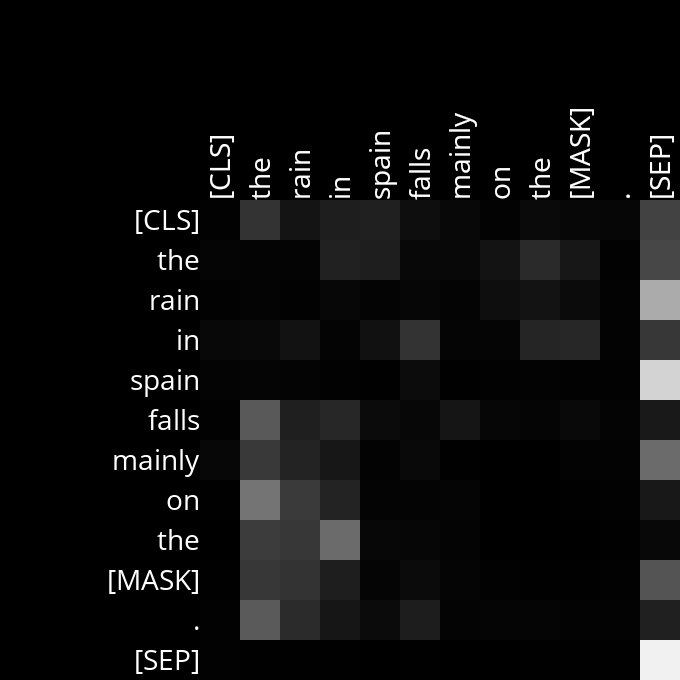 [CLS] the rain in spain falls mainly on the [MASK] . [SEP]
[CLS]
the
rain
in
spain
falls
mainly
on
the
[MASK]
.
[SEP]